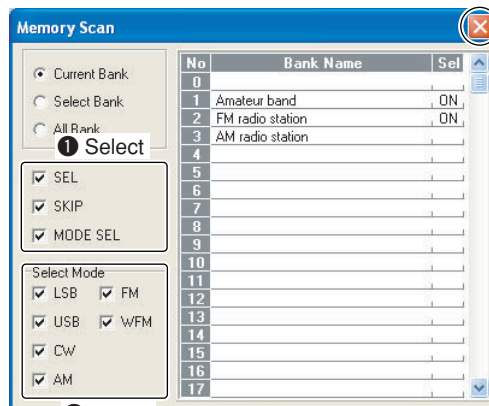 Memory Scan
Current Bank
Select Bank
All Bank
❶ Select
SEL
SKIP
MODE SEL
Select Mode
LSB FM
USB WFM
CW
AM
No Bank Name Sel
0
1 Amateur band ON
2 FM radio station ON
3 AM radio station
4
5
6
7
8
9
10
11
12
13
14
15
16
17